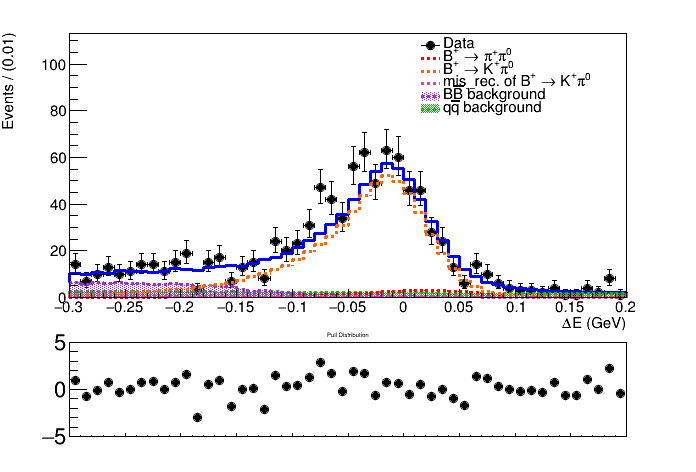 Events / (0.01)
Data
B⁺ → π⁺π⁰
B⁺ → K⁺π⁰
mis_rec. of B⁺ → K⁺π⁰
BB̅ background
qq̅ background
100
80
60
40
20
0
−0.3 −0.25 −0.2 −0.15 −0.1 −0.05 0 0.05 0.1 0.15 0.2
ΔE (GeV)
Pull Distribution
5
0
−5